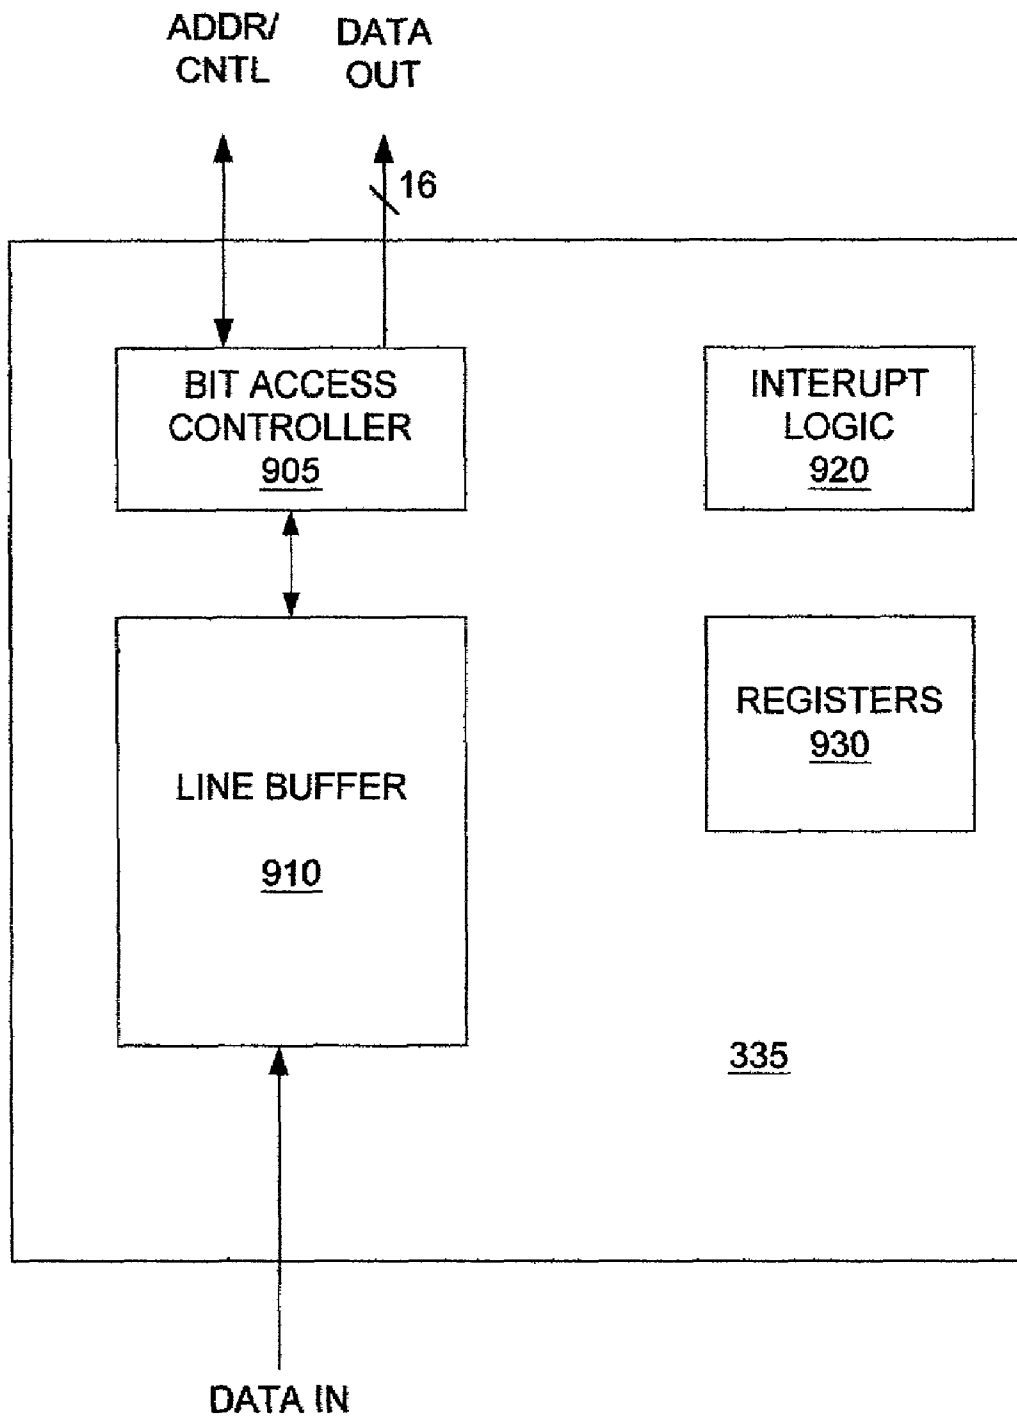 ADDR/
CNTL
DATA
OUT
16
BIT ACCESS
CONTROLLER
905
INTERUPT
LOGIC
920
LINE BUFFER
910
REGISTERS
930
335
DATA IN